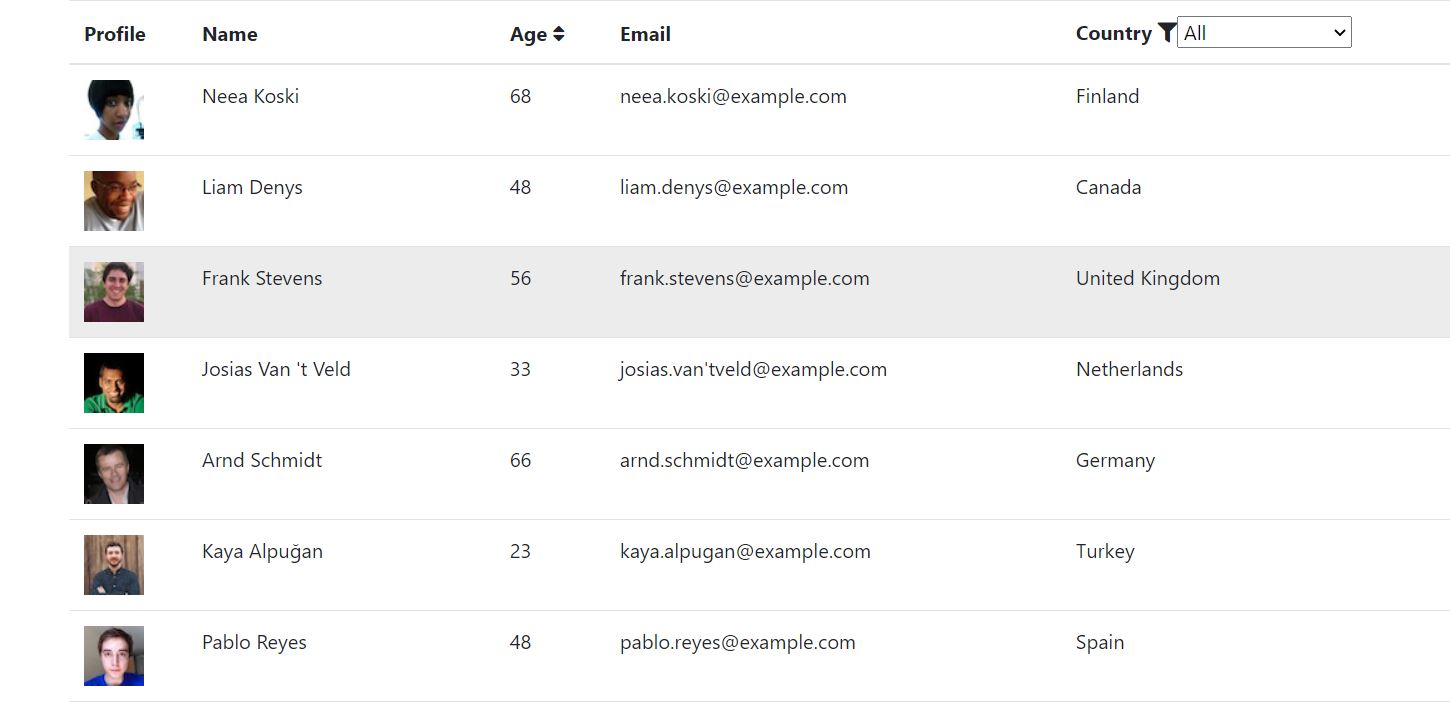 Profile Name Age Email Country All
Neea Koski 68 neea.koski@example.com Finland
Liam Denys 48 liam.denys@example.com Canada
Frank Stevens 56 frank.stevens@example.com United Kingdom
Josias Van 't Veld 33 josias.van'tveld@example.com Netherlands
Arnd Schmidt 66 arnd.schmidt@example.com Germany
Kaya Alpuğan 23 kaya.alpugan@example.com Turkey
Pablo Reyes 48 pablo.reyes@example.com Spain